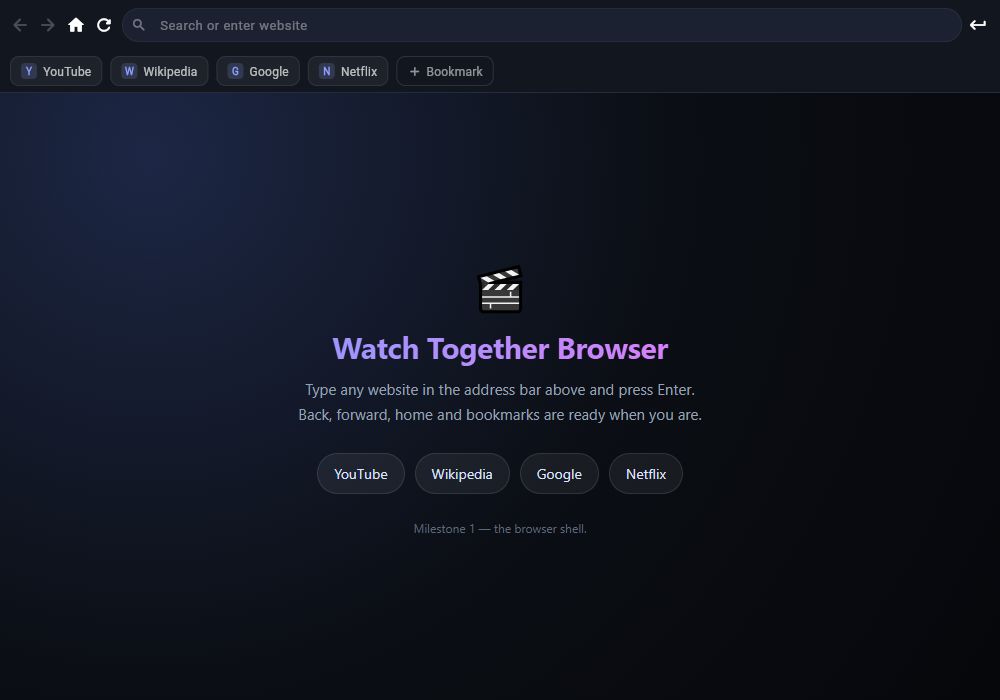 Search or enter website
Y YouTube W Wikipedia G Google N Netflix + Bookmark
Watch Together Browser
Type any website in the address bar above and press Enter.
Back, forward, home and bookmarks are ready when you are.
YouTube Wikipedia Google Netflix
Milestone 1 — the browser shell.